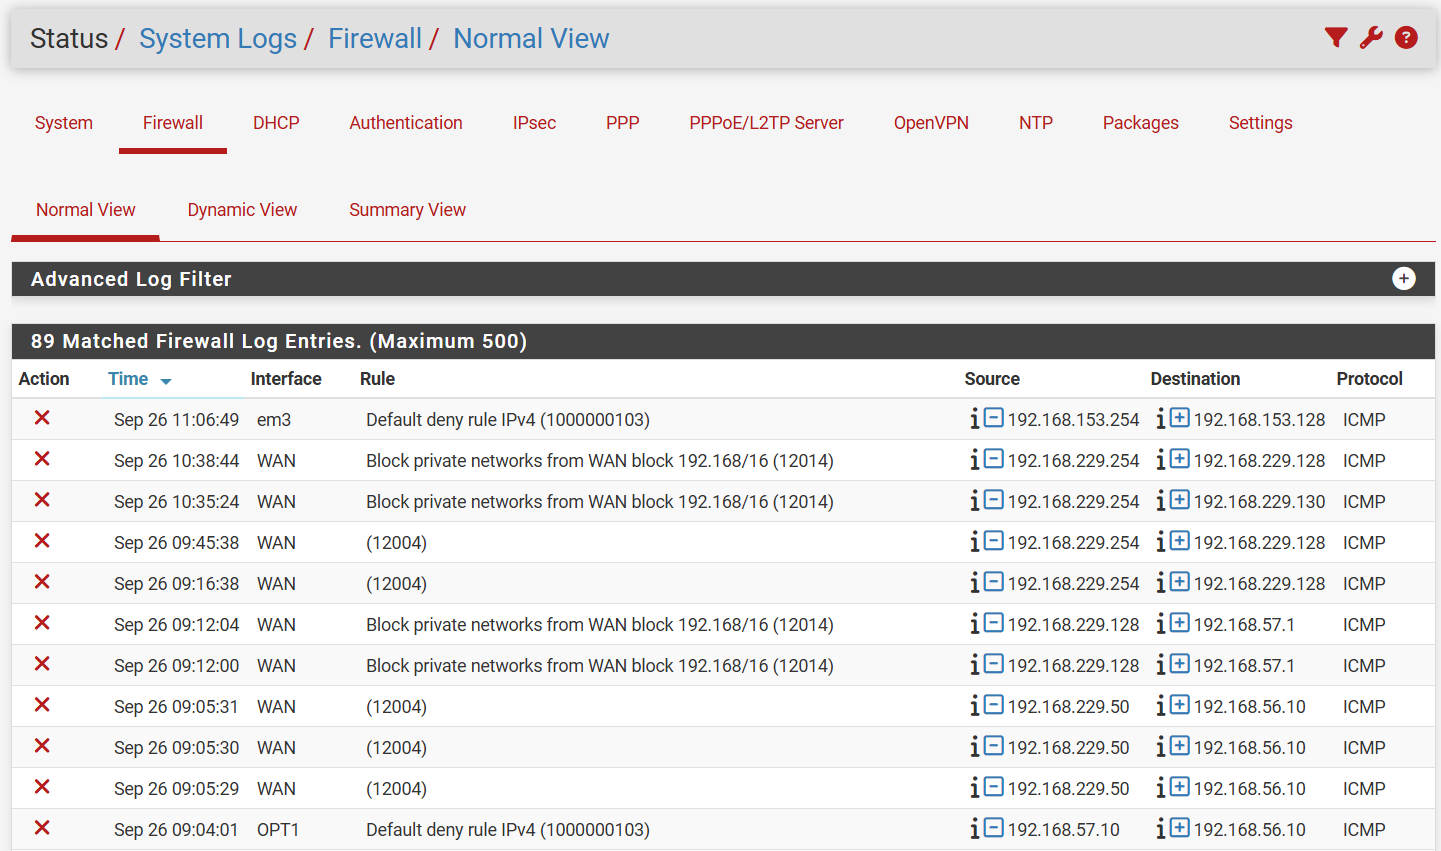 Status / System Logs / Firewall / Normal View
System Firewall DHCP Authentication IPsec PPP PPPoE/L2TP Server OpenVPN NTP Packages Settings
Normal View Dynamic View Summary View
Advanced Log Filter
89 Matched Firewall Log Entries. (Maximum 500)
Action Time Interface Rule Source Destination Protocol
Sep 26 11:06:49 em3 Default deny rule IPv4 (1000000103) 192.168.153.254 192.168.153.128 ICMP
Sep 26 10:38:44 WAN Block private networks from WAN block 192.168/16 (12014) 192.168.229.254 192.168.229.128 ICMP
Sep 26 10:35:24 WAN Block private networks from WAN block 192.168/16 (12014) 192.168.229.254 192.168.229.130 ICMP
Sep 26 09:45:38 WAN (12004) 192.168.229.254 192.168.229.128 ICMP
Sep 26 09:16:38 WAN (12004) 192.168.229.254 192.168.229.128 ICMP
Sep 26 09:12:04 WAN Block private networks from WAN block 192.168/16 (12014) 192.168.229.128 192.168.57.1 ICMP
Sep 26 09:12:00 WAN Block private networks from WAN block 192.168/16 (12014) 192.168.229.128 192.168.57.1 ICMP
Sep 26 09:05:31 WAN (12004) 192.168.229.50 192.168.56.10 ICMP
Sep 26 09:05:30 WAN (12004) 192.168.229.50 192.168.56.10 ICMP
Sep 26 09:05:29 WAN (12004) 192.168.229.50 192.168.56.10 ICMP
Sep 26 09:04:01 OPT1 Default deny rule IPv4 (1000000103) 192.168.57.10 192.168.56.10 ICMP